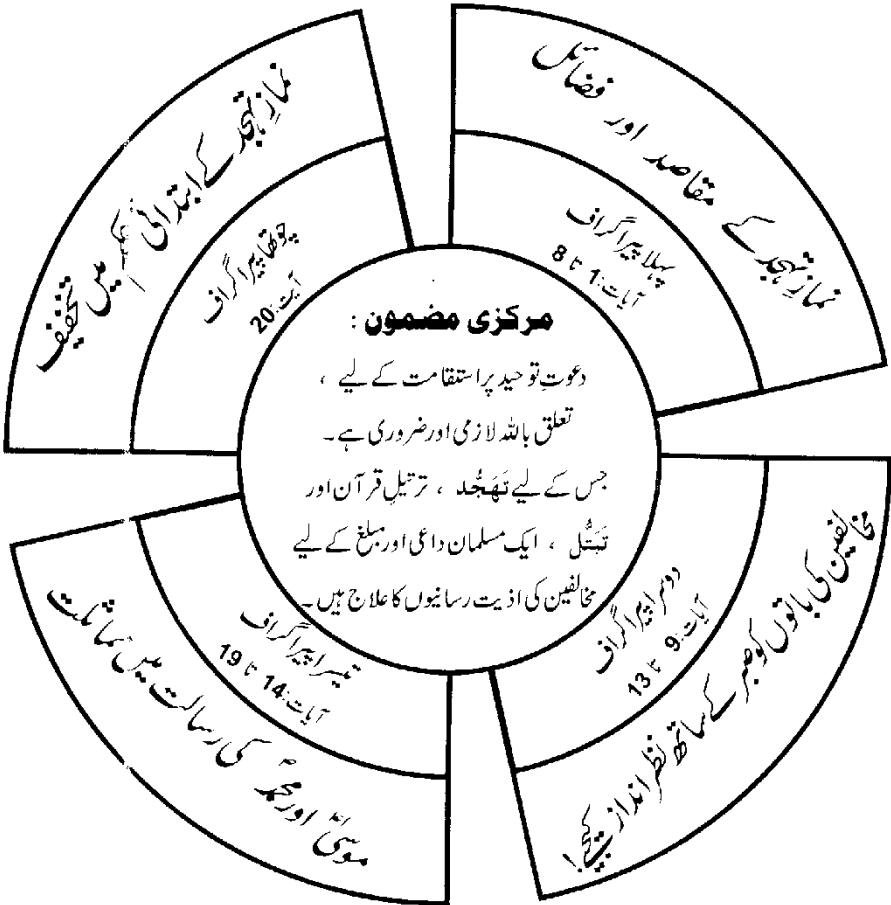 نمازِ تہجد کے مقاصد اور فضائل
پہلا پیراگراف
آیات:1 تا 8
مخالفین کی باتوں کو صبر کے ساتھ نظر انداز کیجیے!
دوسرا پیراگراف
آیات:9 تا 13
موسیٰؑ اور محمدؐ کی رسالت میں مماثلت
تیسرا پیراگراف
آیات:14 تا 19
نمازِ تہجد کے ابتدائی حکم میں تخفیف
چوتھا پیراگراف
آیت:20
مرکزی مضمون :
دعوتِ توحید پر استقامت کے لیے ،
تعلق باللہ لازمی اور ضروری ہے۔
جس کے لیے تَهَجُّد ، ترتیلِ قرآن اور
تَبَتُّل ، ایک مسلمان داعی اور مبلغ کے لیے
مخالفین کی اذیت رسانیوں کا علاج ہیں۔